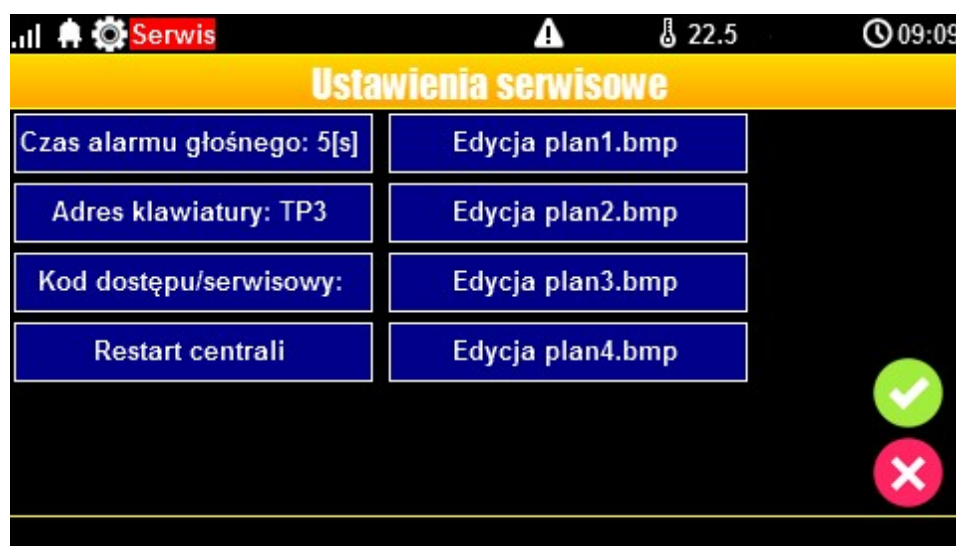 Serwis 22.5 09:09
Ustawienia serwisowe
Czas alarmu głośnego: 5[s]
Edycja plan1.bmp
Adres klawiatury: TP3
Edycja plan2.bmp
Kod dostępu/serwisowy:
Edycja plan3.bmp
Restart centrali
Edycja plan4.bmp